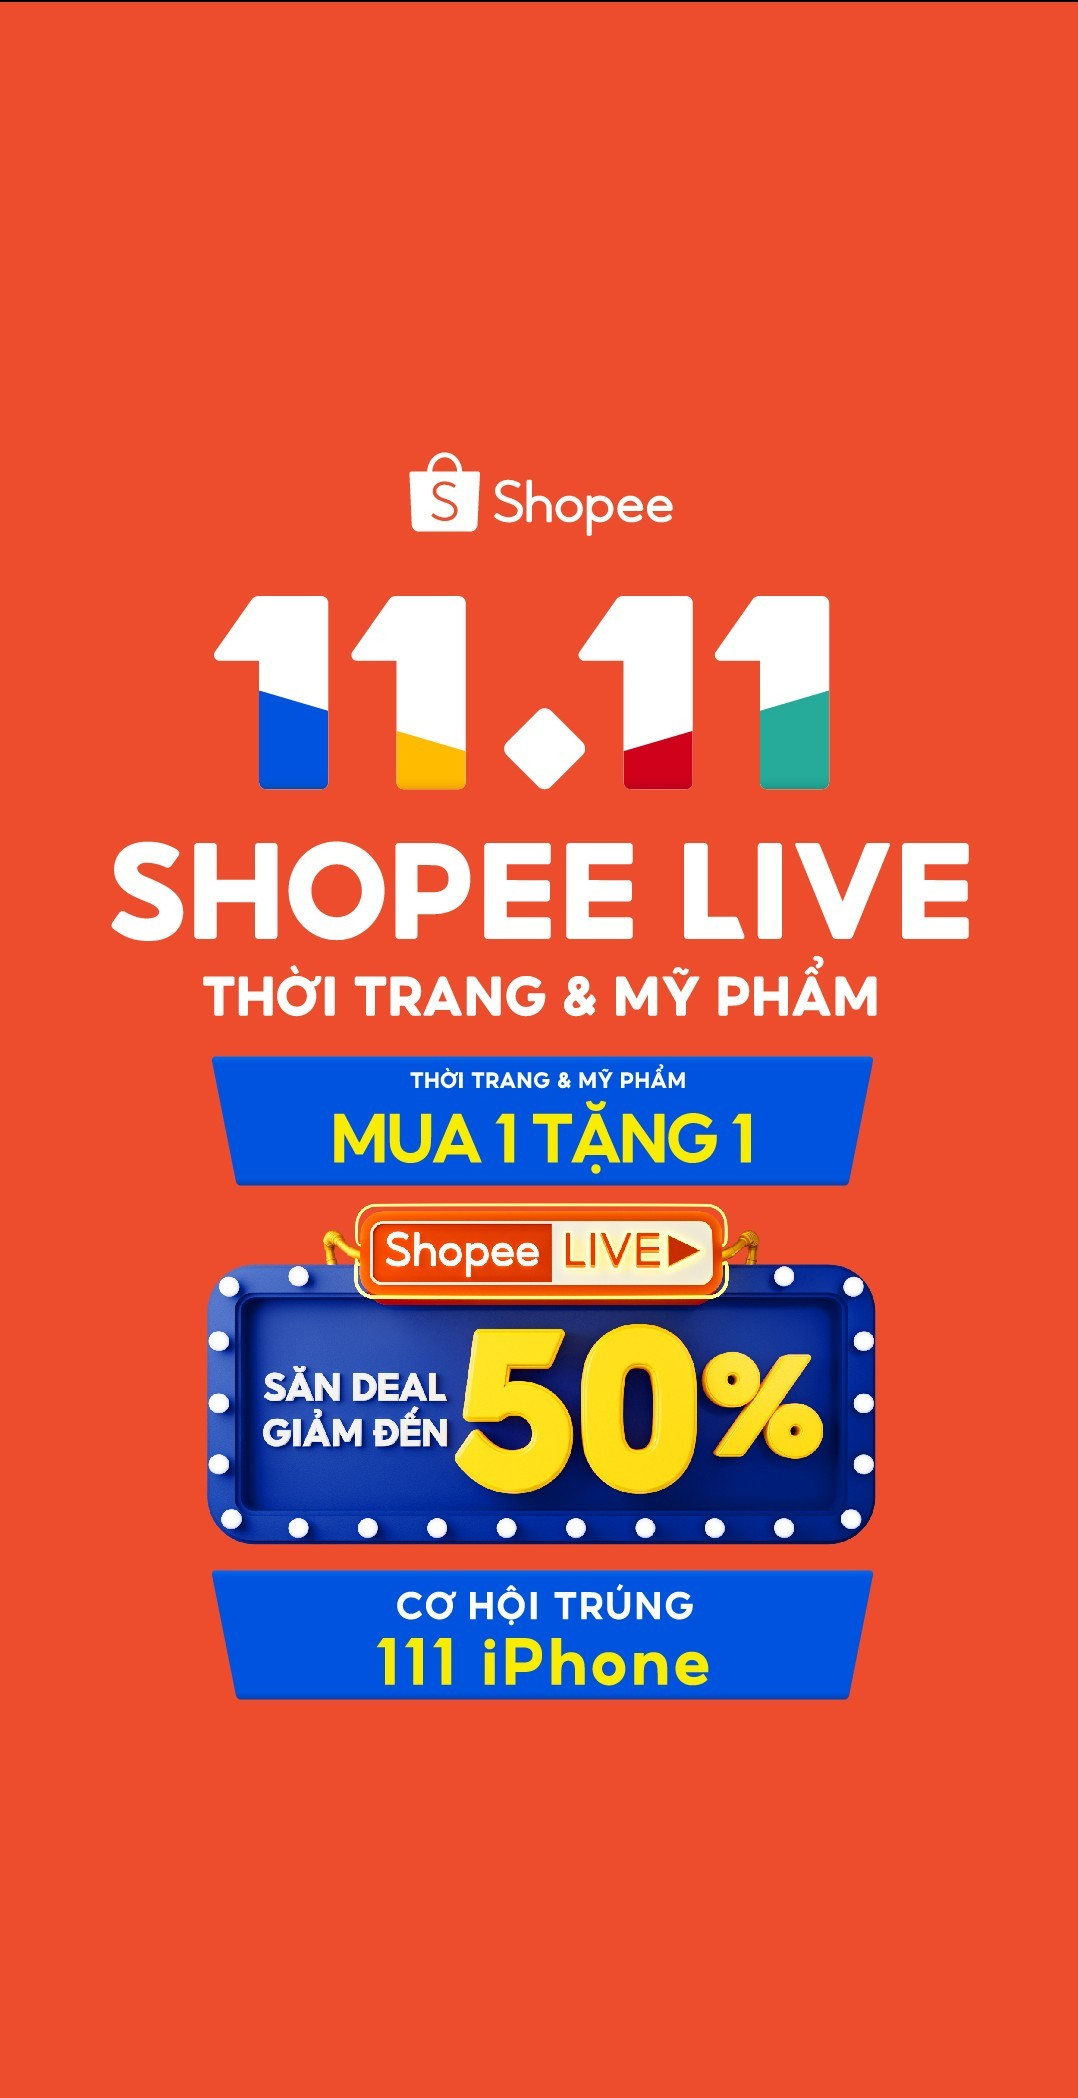 Shopee
11.11
SHOPEE LIVE
THỜI TRANG & MỸ PHẨM
THỜI TRANG & MỸ PHẨM
MUA 1 TẶNG 1
Shopee LIVE
SĂN DEAL
GIẢM ĐẾN
50%
CƠ HỘI TRÚNG
111 iPhone